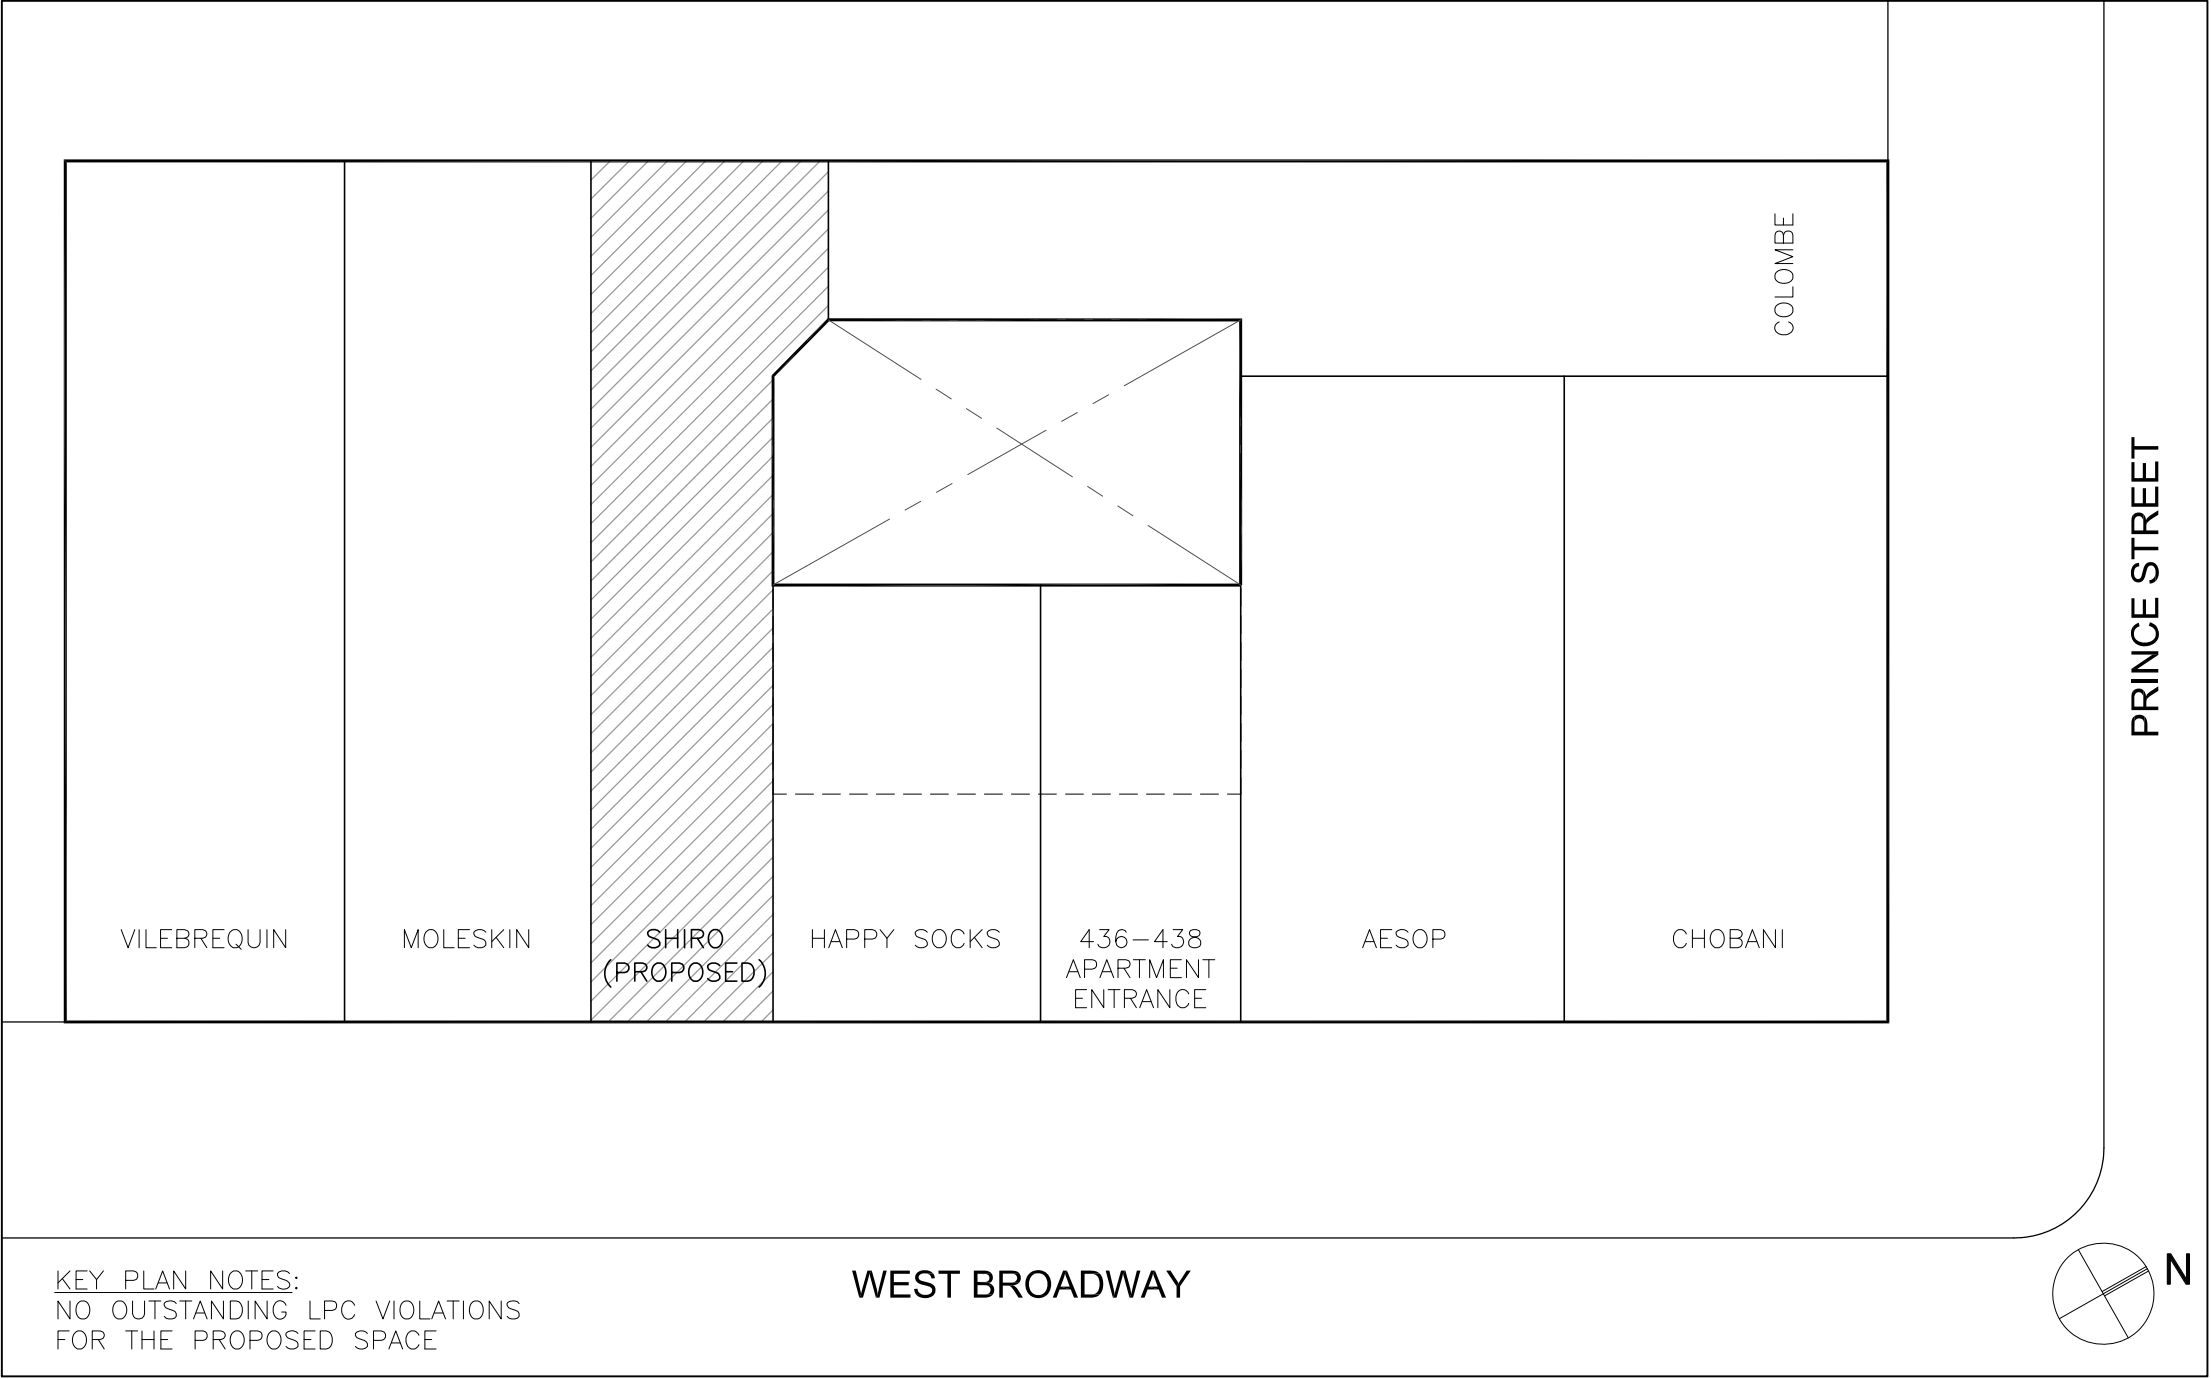 COLOMBE
PRINCE STREET
VILEBREQUIN
MOLESKIN
SHIRO
(PROPOSED)
HAPPY SOCKS
436-438
APARTMENT
ENTRANCE
AESOP
CHOBANI
KEY PLAN NOTES:
NO OUTSTANDING LPC VIOLATIONS
FOR THE PROPOSED SPACE
WEST BROADWAY
N